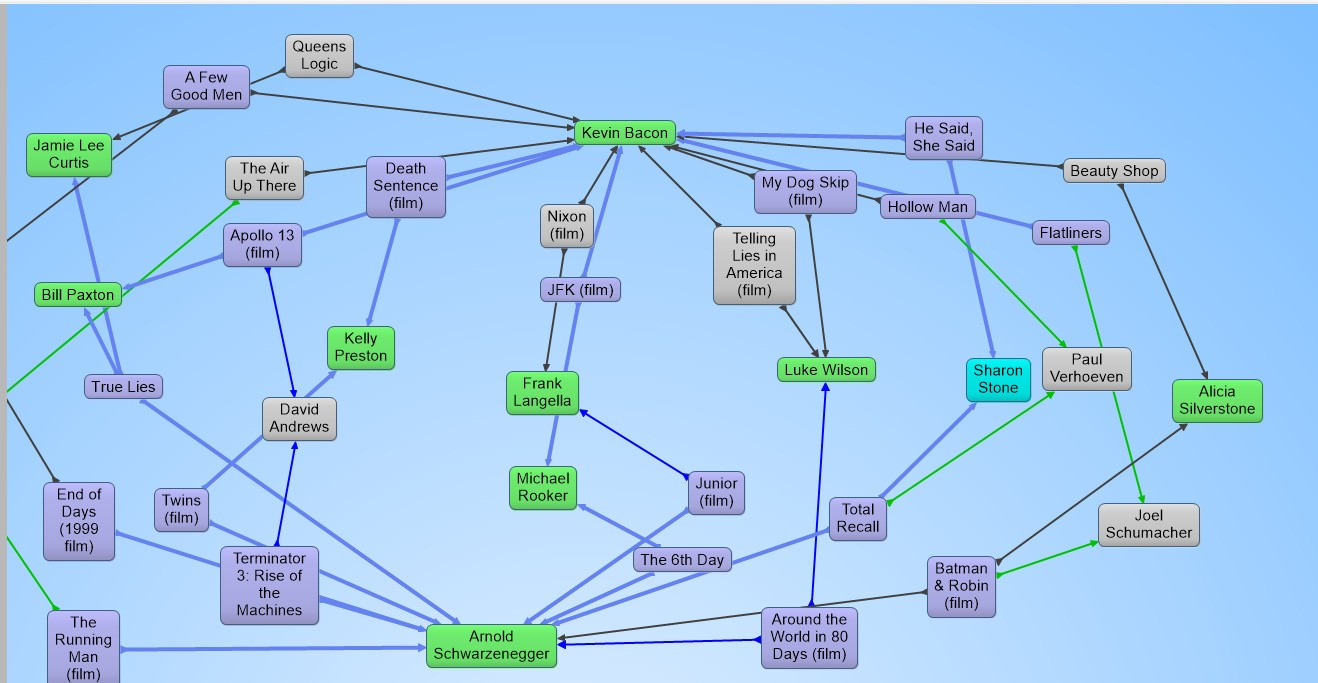 Queens
Logic
A Few
Good Men
Kevin Bacon
He Said,
She Said
Jamie Lee
Curtis
The Air
Up There
Death
Sentence
(film)
Beauty Shop
My Dog Skip
(film)
Hollow Man
Nixon
(film)
Apollo 13
(film)
Telling
Lies in
America
(film)
Flatliners
Bill Paxton
JFK (film)
Kelly
Preston
Luke Wilson
Sharon
Stone
Paul
Verhoeven
True Lies
Frank
Langella
Alicia
Silverstone
David
Andrews
Michael
Rooker
Junior
(film)
End of
Days
(1999
film)
Twins
(film)
Total
Recall
Joel
Schumacher
Terminator
3: Rise of
the
Machines
The 6th Day
Batman
& Robin
(film)
The
Running
Man
(film)
Arnold
Schwarzenegger
Around the
World in 80
Days (film)